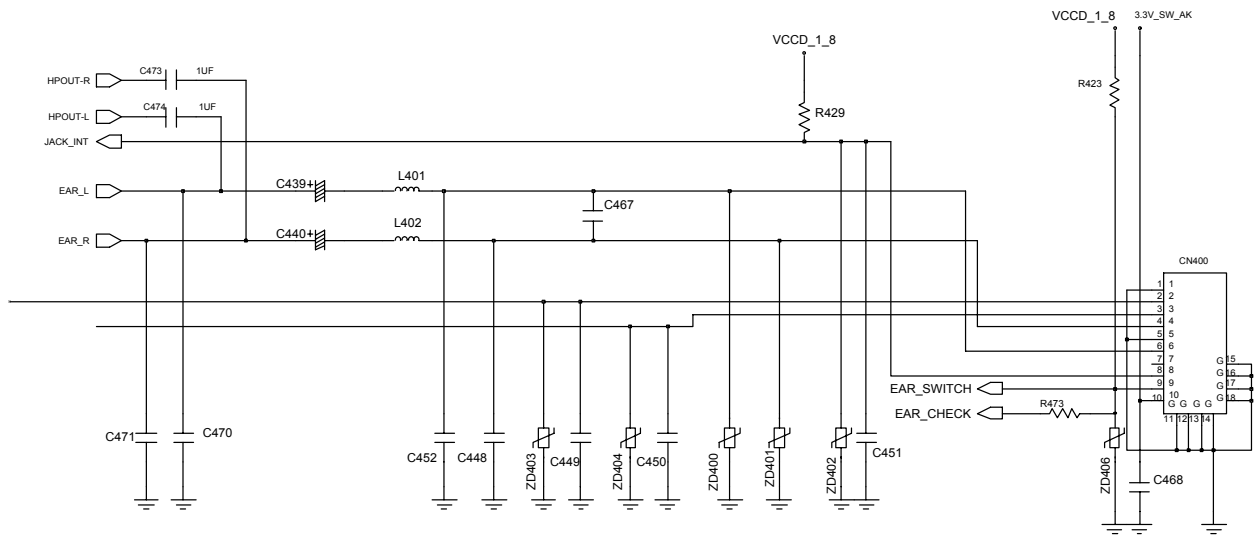 VCCD_1_8 3.3V_SW_AK
VCCD_1_8
C473 1UF
HPOUT-R
R423
C474 1UF
HPOUT-L
R429
JACK_INT
L401
C439+
EAR_L
C467
L402
C440+
EAR_R
CN400
1 1
2 2
3 3
4 4
5 5
6 6
7 7
8 8
9 9
10 10
G 15
G 16
G 17
G 18
G G G G
11 12 13 14
EAR_SWITCH
EAR_CHECK
R473
C471
C470
C452
C448
ZD403
C449
ZD404
C450
ZD400
ZD401
ZD402
C451
ZD406
C468